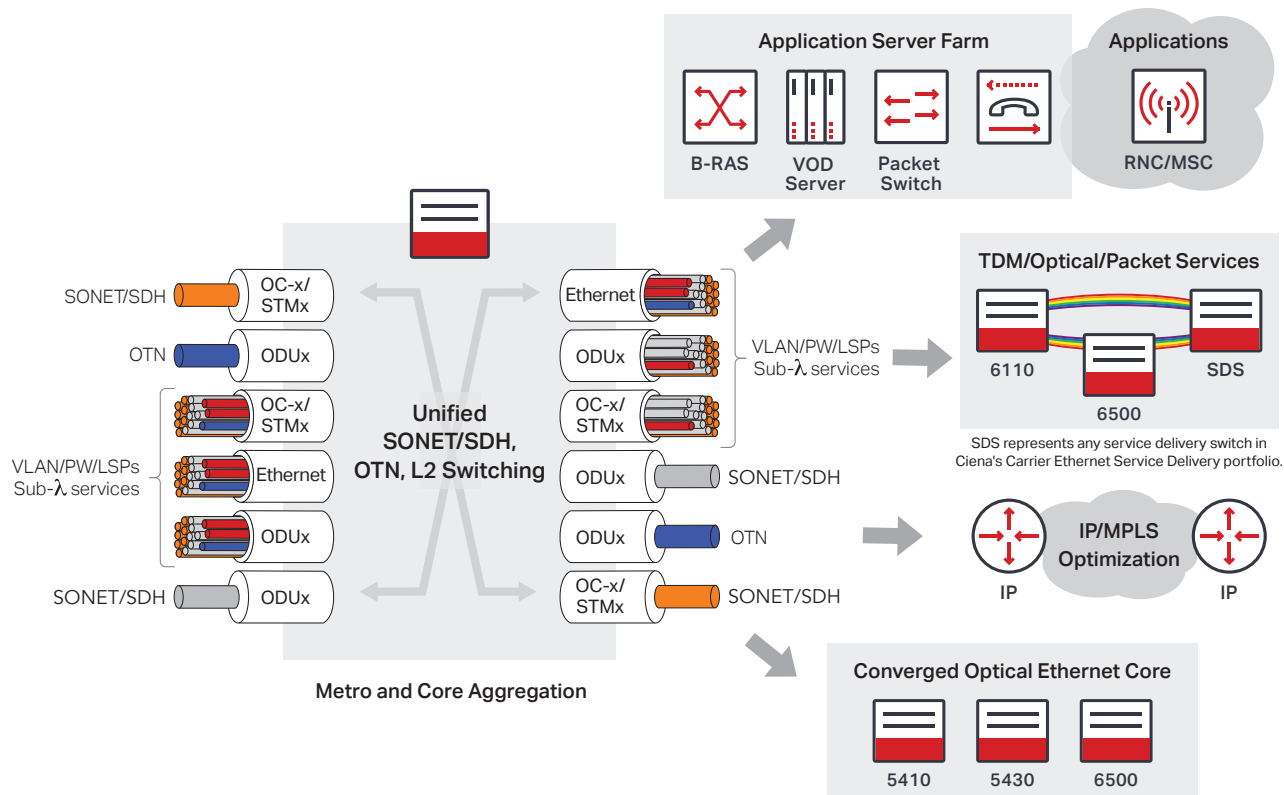 Application Server Farm
B-RAS
VOD
Server
Packet
Switch
Applications
RNC/MSC
SONET/SDH
OC-x/
STMx
OTN
ODUx
OC-x/
STMx
VLAN/PW/LSPs
Sub-λ services
Ethernet
ODUx
SONET/SDH
ODUx
Unified
SONET/SDH,
OTN, L2 Switching
Metro and Core Aggregation
Ethernet
ODUx
VLAN/PW/LSPs
Sub-λ services
OC-x/
STMx
ODUx
SONET/SDH
ODUx
OTN
OC-x/
STMx
SONET/SDH
TDM/Optical/Packet Services
6110
6500
SDS
SDS represents any service delivery switch in
Ciena's Carrier Ethernet Service Delivery portfolio.
IP/MPLS
Optimization
IP
IP
Converged Optical Ethernet Core
5410
5430
6500